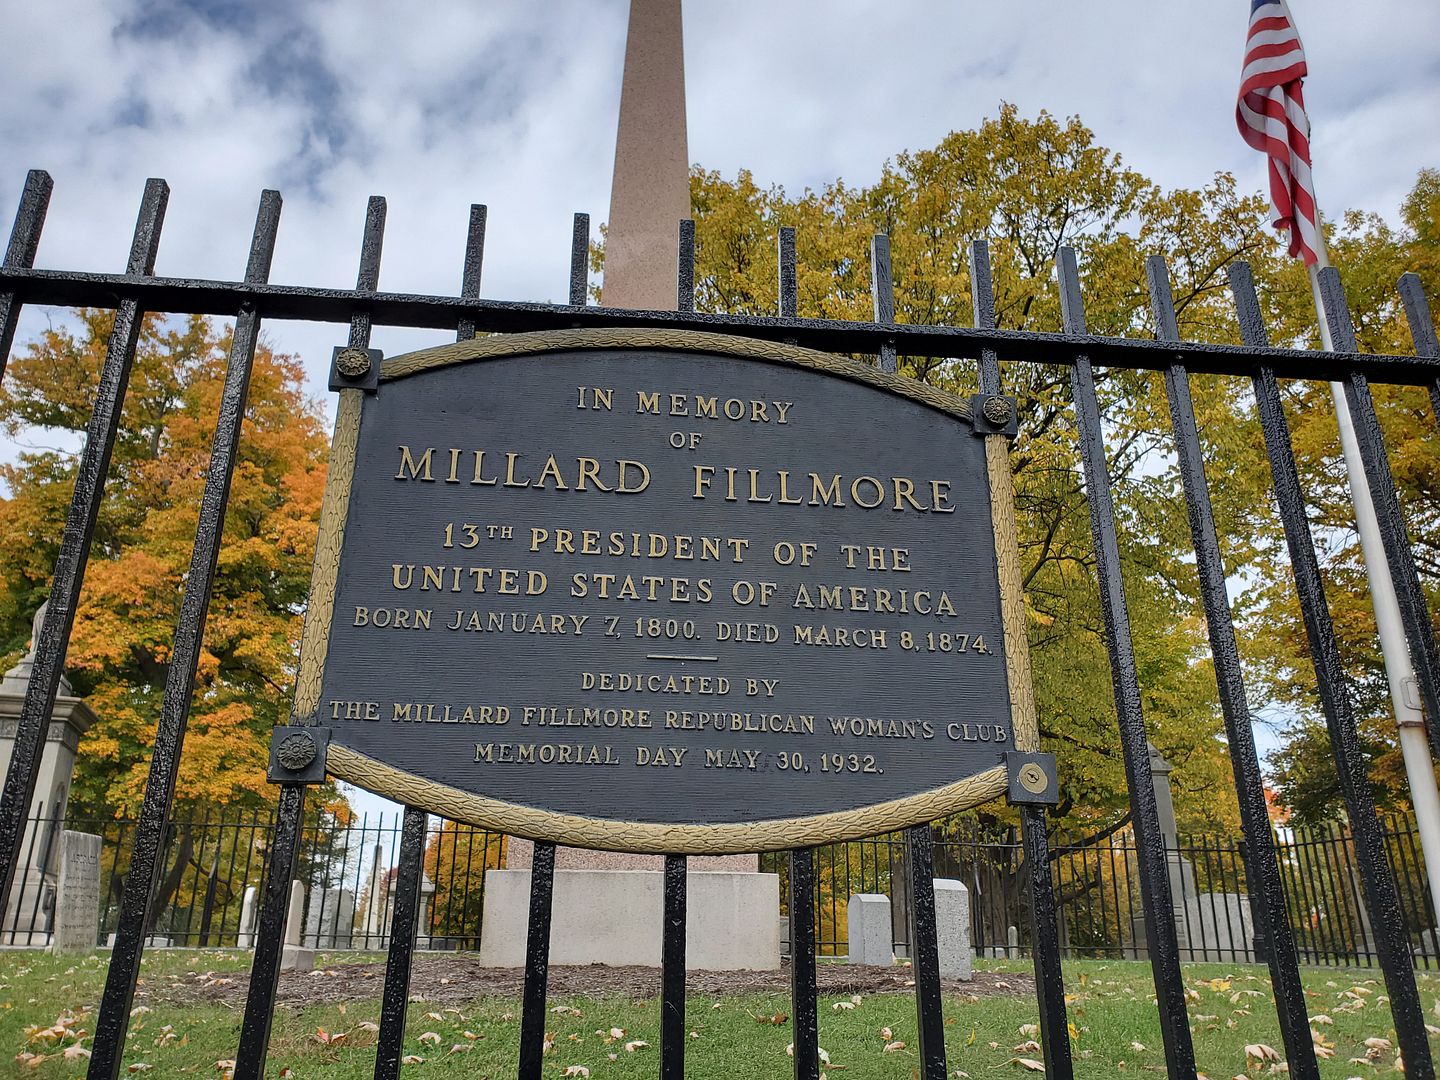 IN MEMORY
OF
MILLARD FILLMORE
13TH PRESIDENT OF THE
UNITED STATES OF AMERICA
BORN JANUARY 7, 1800. DIED MARCH 8, 1874.
DEDICATED BY
THE MILLARD FILLMORE REPUBLICAN WOMAN'S CLUB
MEMORIAL DAY MAY 30, 1932.